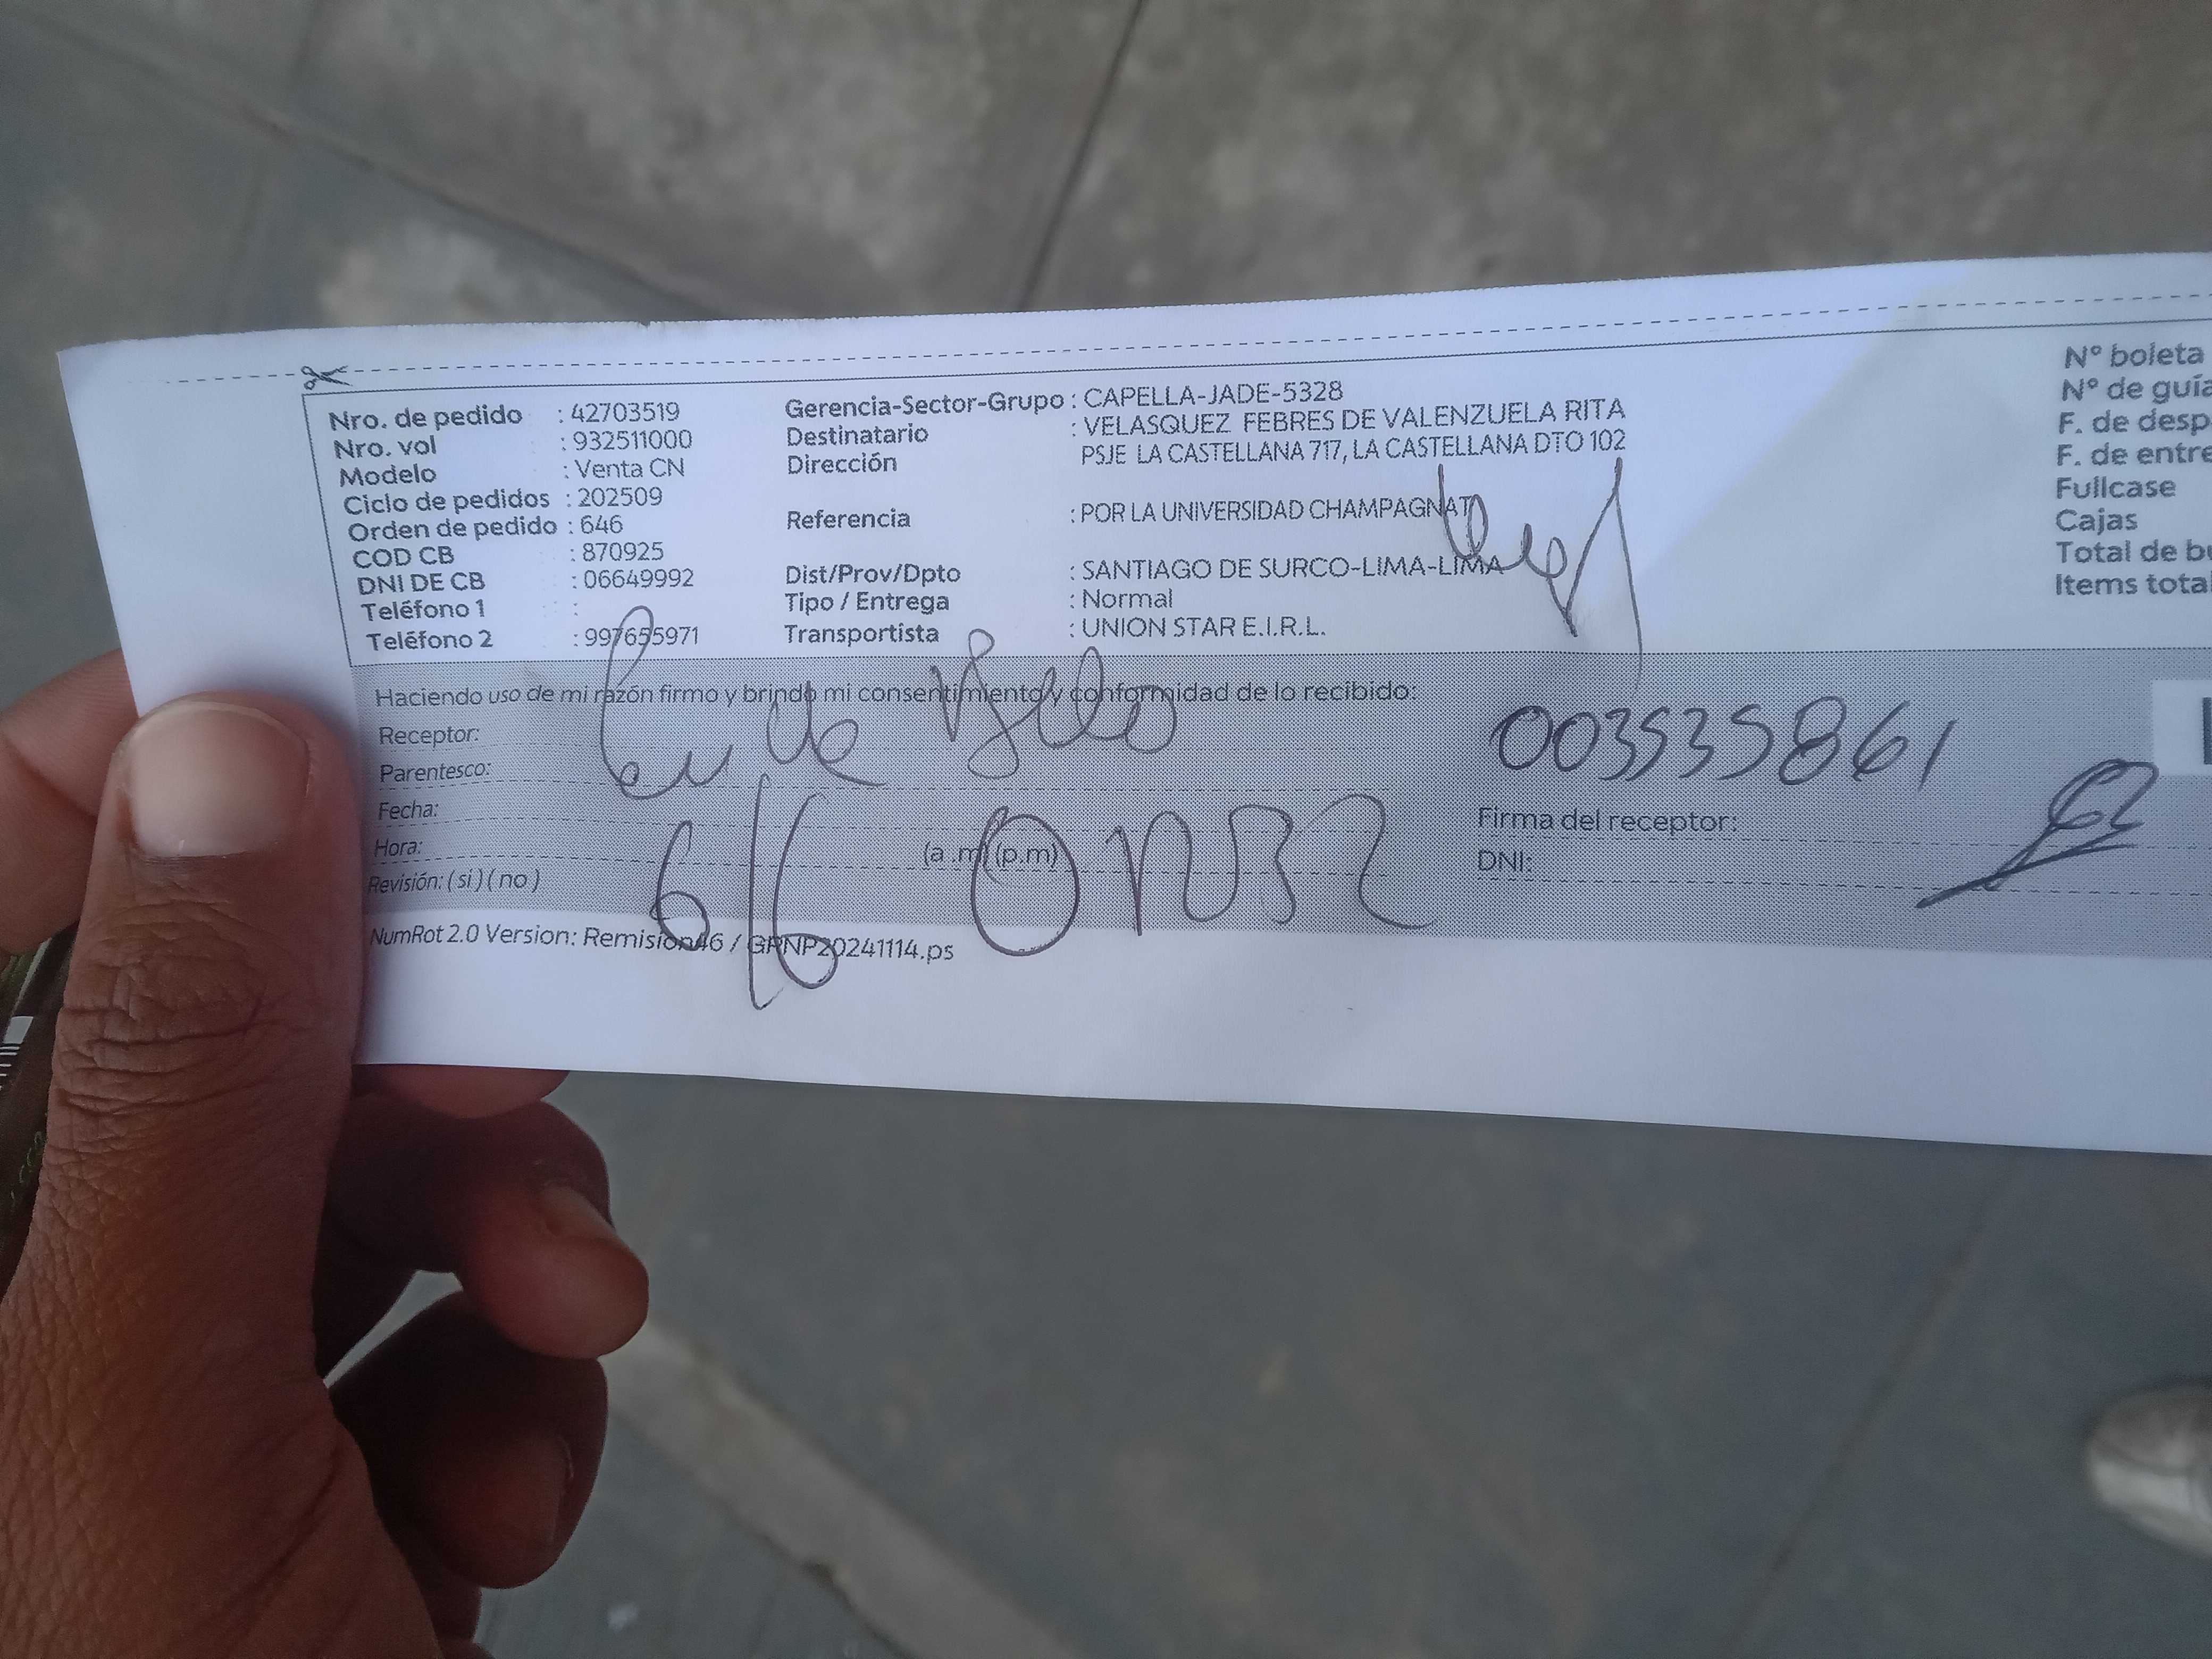 Nro. de pedido : 42703519
Nro. vol : 932511000
Modelo : Venta CN
Ciclo de pedidos : 202509
Orden de pedido : 646
COD CB : 870925
DNI DE CB : 06649992
Teléfono 1 :
Teléfono 2 : 997655971
Gerencia-Sector-Grupo : CAPELLA-JADE-5328
Destinatario : VELASQUEZ FEBRES DE VALENZUELA RITA
Dirección PSJE LA CASTELLANA 717, LA CASTELLANA DTO 102
Referencia : POR LA UNIVERSIDAD CHAMPAGNAT
Dist/Prov/Dpto : SANTIAGO DE SURCO-LIMA-LIMA
Tipo / Entrega : Normal
Transportista : UNION STAR E.I.R.L.
Nº boleta
Nº de guía
F. de desp
F. de entre
Fullcase
Cajas
Total de bu
Items total
Haciendo uso de mi razón firmo y brindo mi consentimiento y conformidad de lo recibido:
Receptor:
Parentesco:
Fecha:
Hora: (a.m) (p.m)
Revisión: ( si ) ( no )
003535861
Firma del receptor:
DNI:
NumRot 2.0 Version: Remision46 / GRNP20241114.ps